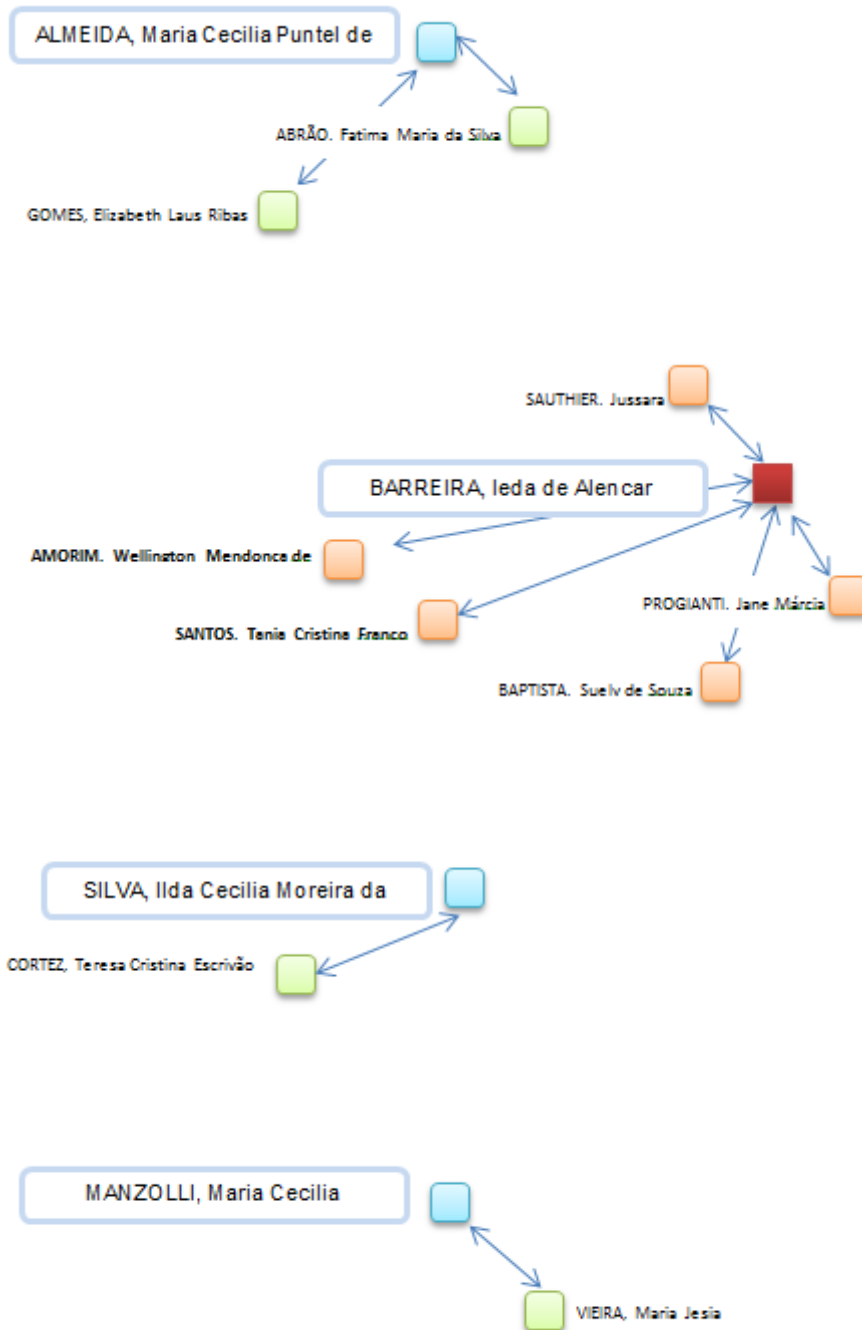 ALMEIDA, Maria Cecilia Puntel de
ABRÃO. Fatima Maria da Silva
GOMES, Elizabeth Laus Ribas
SAUTHIER. Jussara
BARREIRA, Ieda de Alencar
AMORIM. Wellinaton Mendonca de
PROGIANTI. Jane Márcia
SANTOS. Tania Cristina Franco
BAPTISTA. Suelv de Souza
SILVA, Ilda Cecilia Moreira da
CORTEZ, Teresa Cristina Escrivão
MANZOLLI, Maria Cecilia
VIEIRA, Maria Jesia